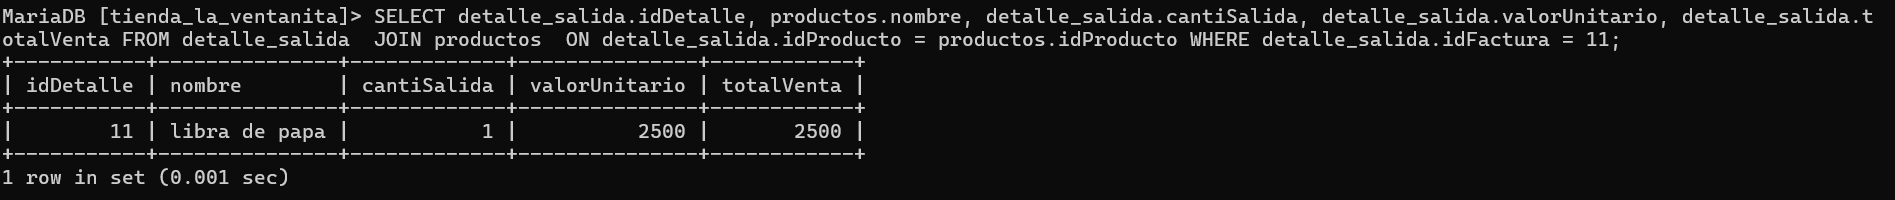 MariaDB [tienda_la_ventanita]> SELECT detalle_salida.idDetalle, productos.nombre, detalle_salida.cantiSalida, detalle_salida.valorUnitario, detalle_salida.t
otalVenta FROM detalle_salida  JOIN productos  ON detalle_salida.idProducto = productos.idProducto WHERE detalle_salida.idFactura = 11;
+-----------+---------------+-------------+---------------+------------+
| idDetalle | nombre        | cantiSalida | valorUnitario | totalVenta |
+-----------+---------------+-------------+---------------+------------+
|        11 | libra de papa |           1 |          2500 |       2500 |
+-----------+---------------+-------------+---------------+------------+
1 row in set (0.001 sec)